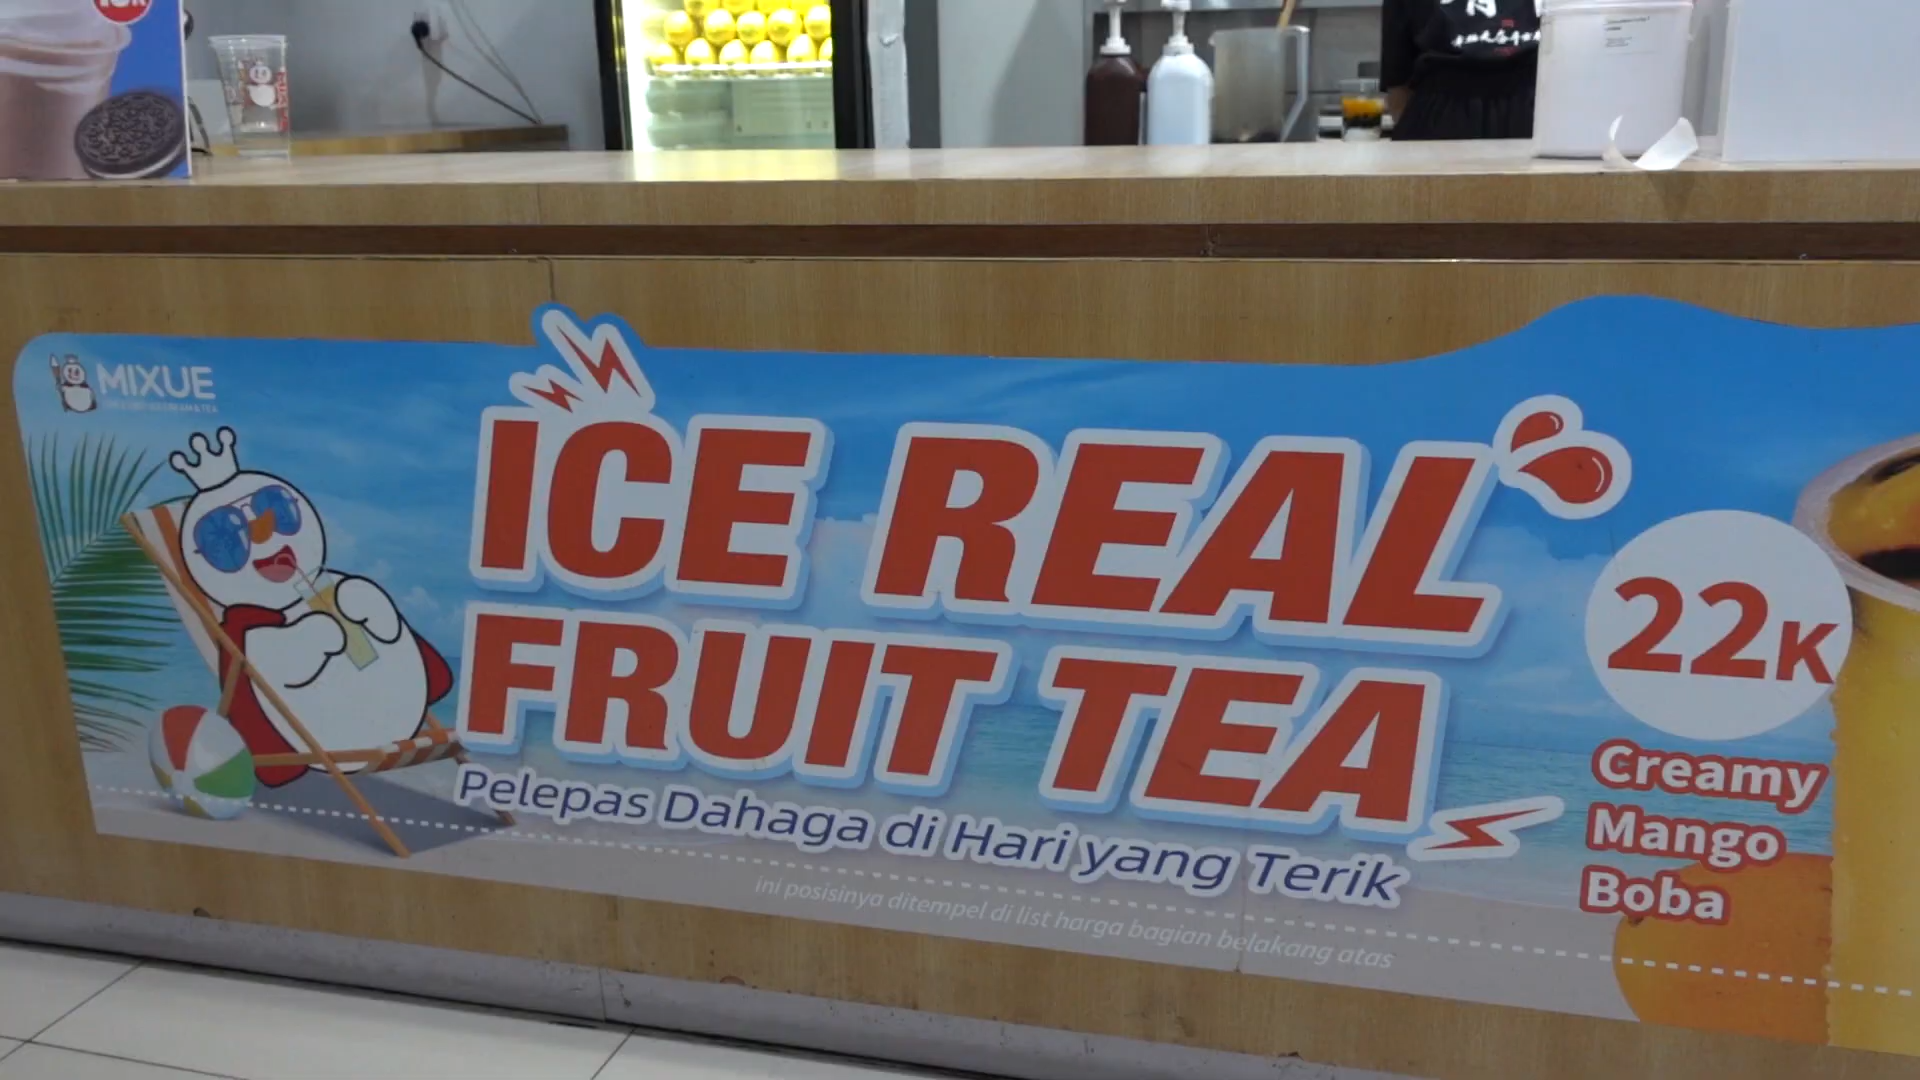 MIXUE
ICE REAL
FRUIT TEA
Pelepas Dahaga di Hari yang Terik
ini posisinya ditempel di list harga bagian belakang atas
22K
Creamy
Mango
Boba